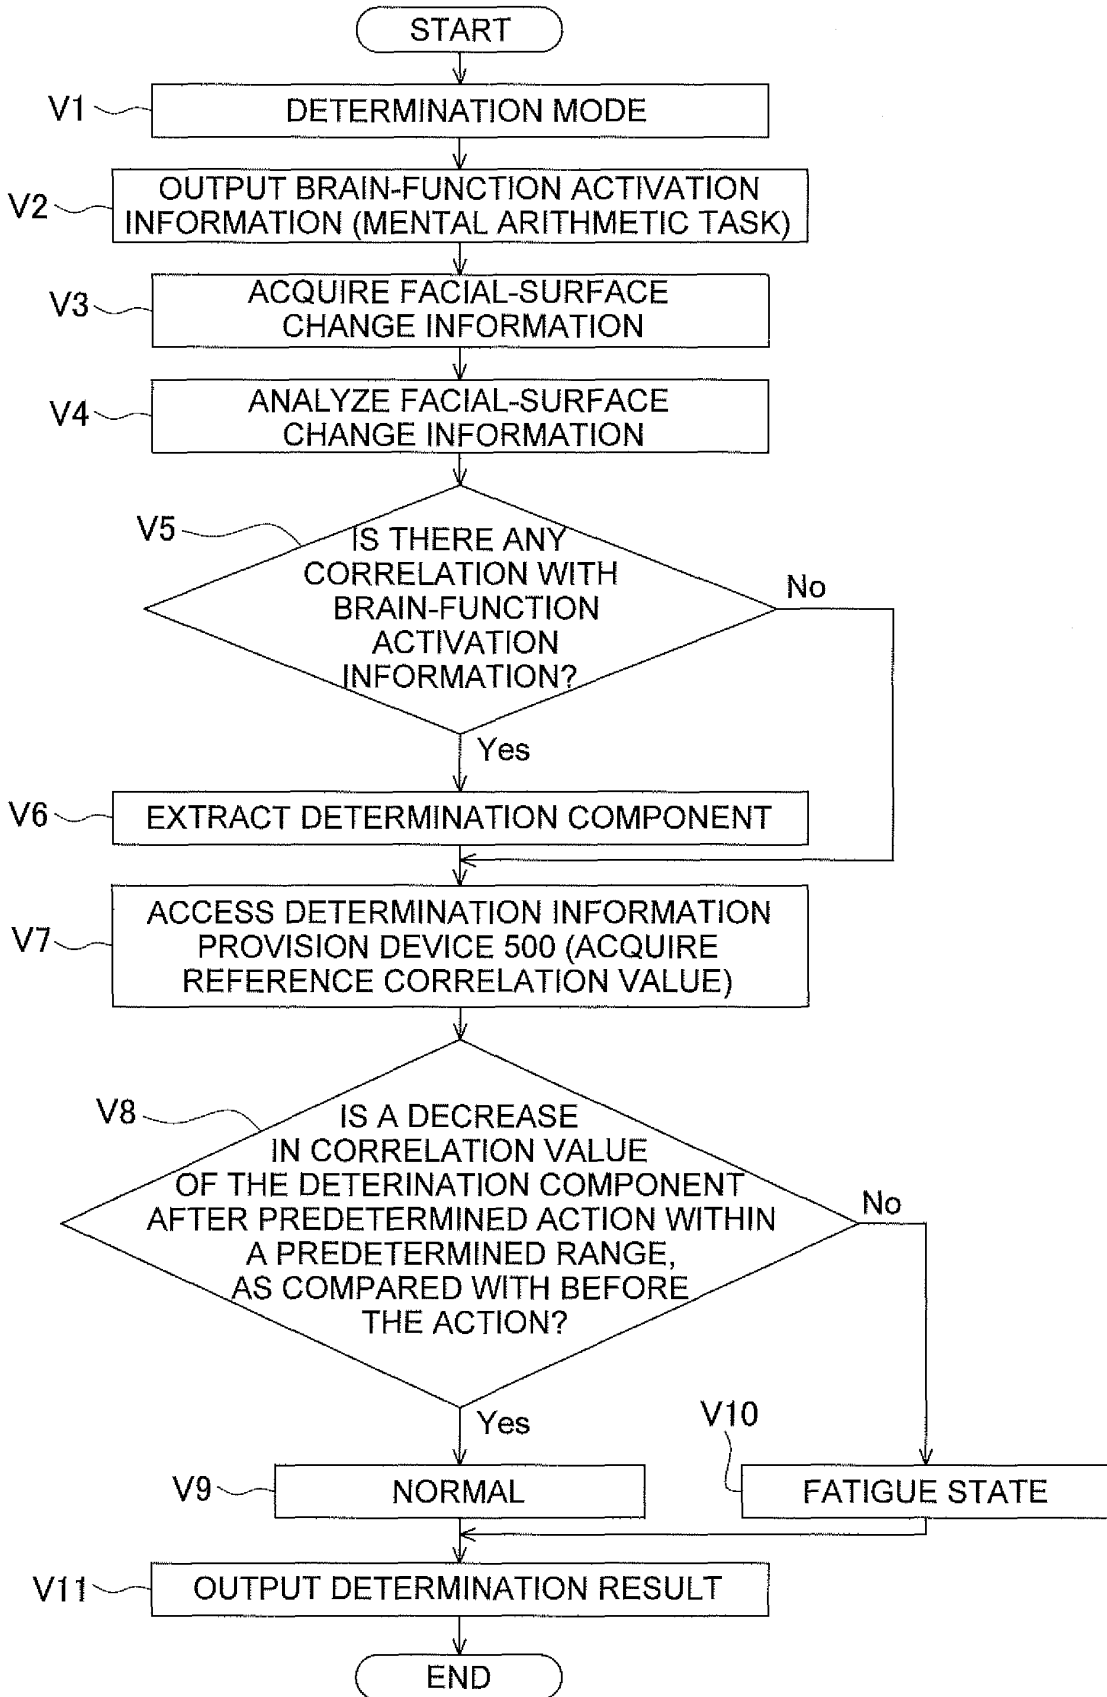 START
V1
DETERMINATION MODE
V2
OUTPUT BRAIN-FUNCTION ACTIVATION
INFORMATION (MENTAL ARITHMETIC TASK)
V3
ACQUIRE FACIAL-SURFACE
CHANGE INFORMATION
V4
ANALYZE FACIAL-SURFACE
CHANGE INFORMATION
V5
IS THERE ANY
CORRELATION WITH
BRAIN-FUNCTION
ACTIVATION
INFORMATION?
No
Yes
V6
EXTRACT DETERMINATION COMPONENT
V7
ACCESS DETERMINATION INFORMATION
PROVISION DEVICE 500 (ACQUIRE
REFERENCE CORRELATION VALUE)
V8
IS A DECREASE
IN CORRELATION VALUE
OF THE DETERINATION COMPONENT
AFTER PREDETERMINED ACTION WITHIN
A PREDETERMINED RANGE,
AS COMPARED WITH BEFORE
THE ACTION?
No
Yes
V9
NORMAL
V10
FATIGUE STATE
V11
OUTPUT DETERMINATION RESULT
END